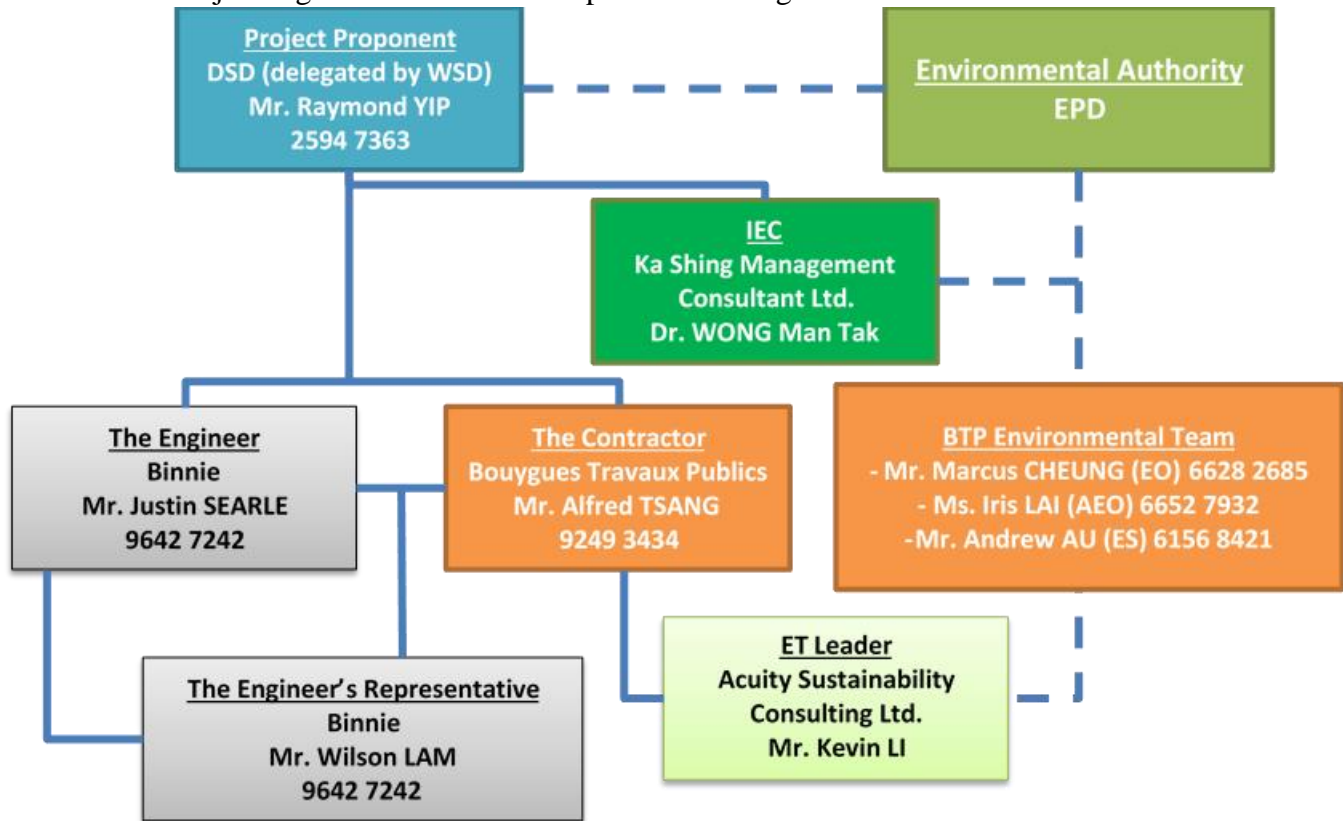 Project Proponent
DSD (delegated by WSD)
Mr. Raymond YIP
2594 7363
Environmental Authority
EPD
IEC
Ka Shing Management
Consultant Ltd.
Dr. WONG Man Tak
The Engineer
Binnie
Mr. Justin SEARLE
9642 7242
The Contractor
Bouygues Travaux Publics
Mr. Alfred TSANG
9249 3434
BTP Environmental Team
- Mr. Marcus CHEUNG (EO) 6628 2685
- Ms. Iris LAI (AEO) 6652 7932
-Mr. Andrew AU (ES) 6156 8421
The Engineer’s Representative
Binnie
Mr. Wilson LAM
9642 7242
ET Leader
Acuity Sustainability
Consulting Ltd.
Mr. Kevin LI